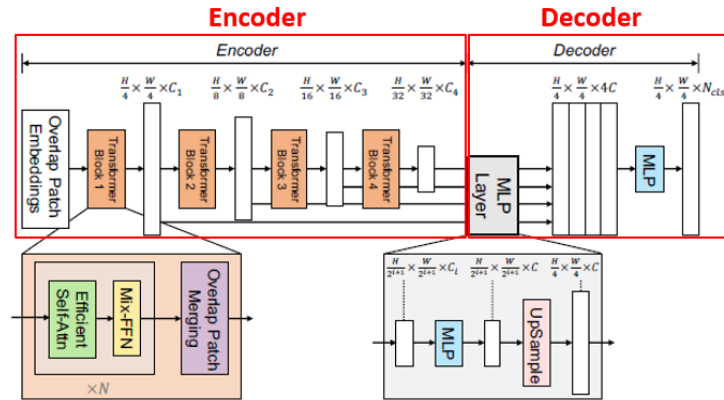 Encoder
Decoder
Encoder
Decoder
H/4 × W/4 × C₁
H/8 × W/8 × C₂
H/16 × W/16 × C₃
H/32 × W/32 × C₄
H/4 × W/4 × 4C
H/4 × W/4 × N_cls
Overlap Patch
Embeddings
Transformer
Block 1
Transformer
Block 2
Transformer
Block 3
Transformer
Block 4
MLP
Layer
MLP
Efficient
Self-Attn
Mix-FFN
Overlap Patch
Merging
×N
H/2^{i+1} × W/2^{i+1} × C_i
H/2^{i+1} × W/2^{i+1} × C
H/4 × W/4 × C
MLP
UpSample